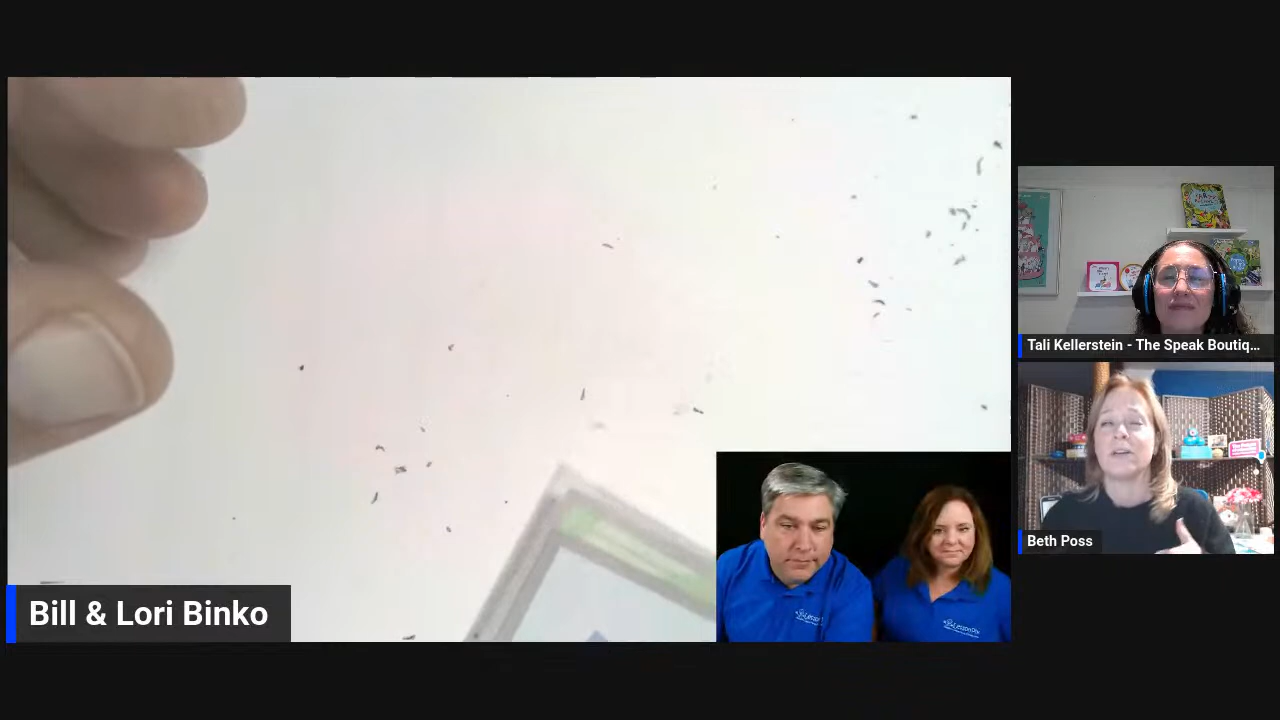 Bill & Lori Binko
Tali Kellerstein - The Speak Boutiq...
Beth Poss